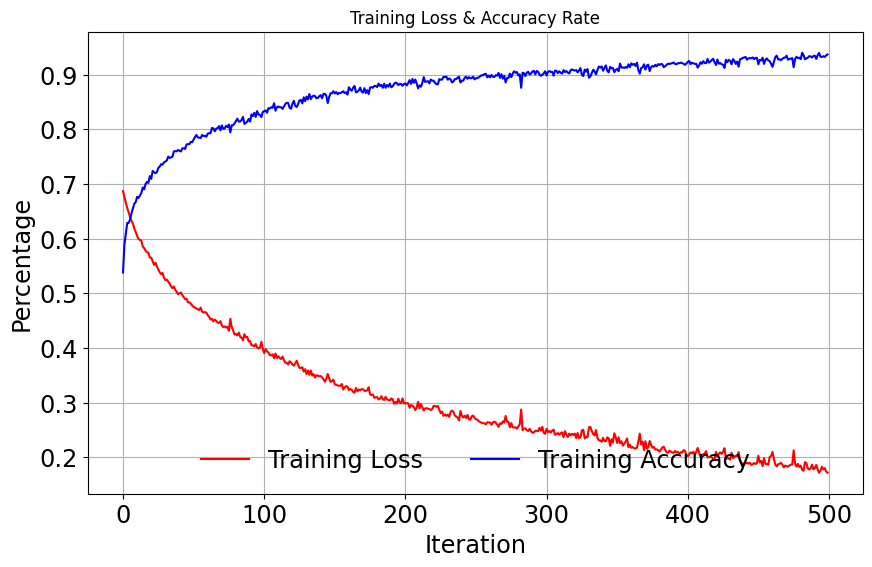 Training Loss & Accuracy Rate
0.9
0.8
0.7
0.6
0.5
0.4
0.3
0.2
Percentage
Training Loss Training Accuracy
0 100 200 300 400 500
Iteration